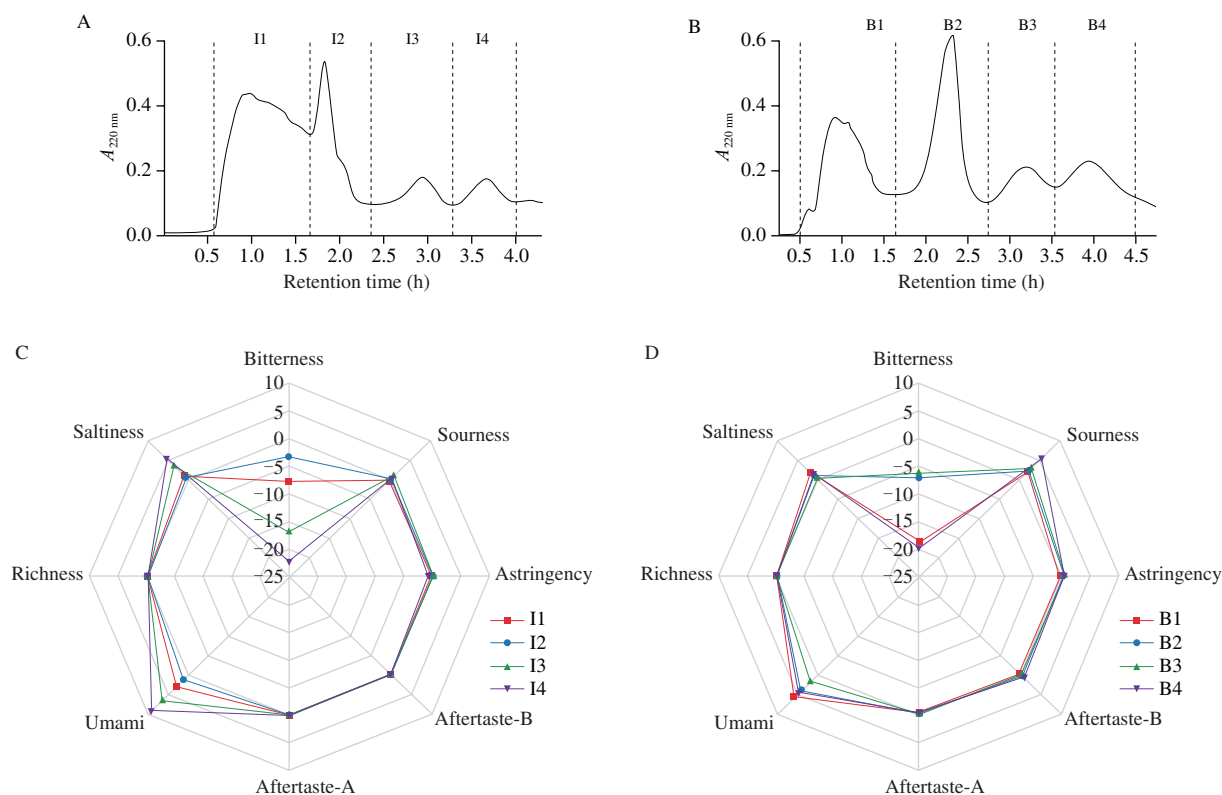 A
I1 I2 I3 I4
0.6
0.4
0.2
0.0
A220 nm
0.5 1.0 1.5 2.0 2.5 3.0 3.5 4.0
Retention time (h)
B
B1 B2 B3 B4
0.6
0.4
0.2
0.0
A220 nm
0.5 1.0 1.5 2.0 2.5 3.0 3.5 4.0 4.5
Retention time (h)
C
Bitterness
Sourness
Astringency
Aftertaste-B
Aftertaste-A
Umami
Richness
Saltiness
10
5
0
−5
−10
−15
−20
−25
I1
I2
I3
I4
D
Bitterness
Sourness
Astringency
Aftertaste-B
Aftertaste-A
Umami
Richness
Saltiness
10
5
0
−5
−10
−15
−20
−25
B1
B2
B3
B4